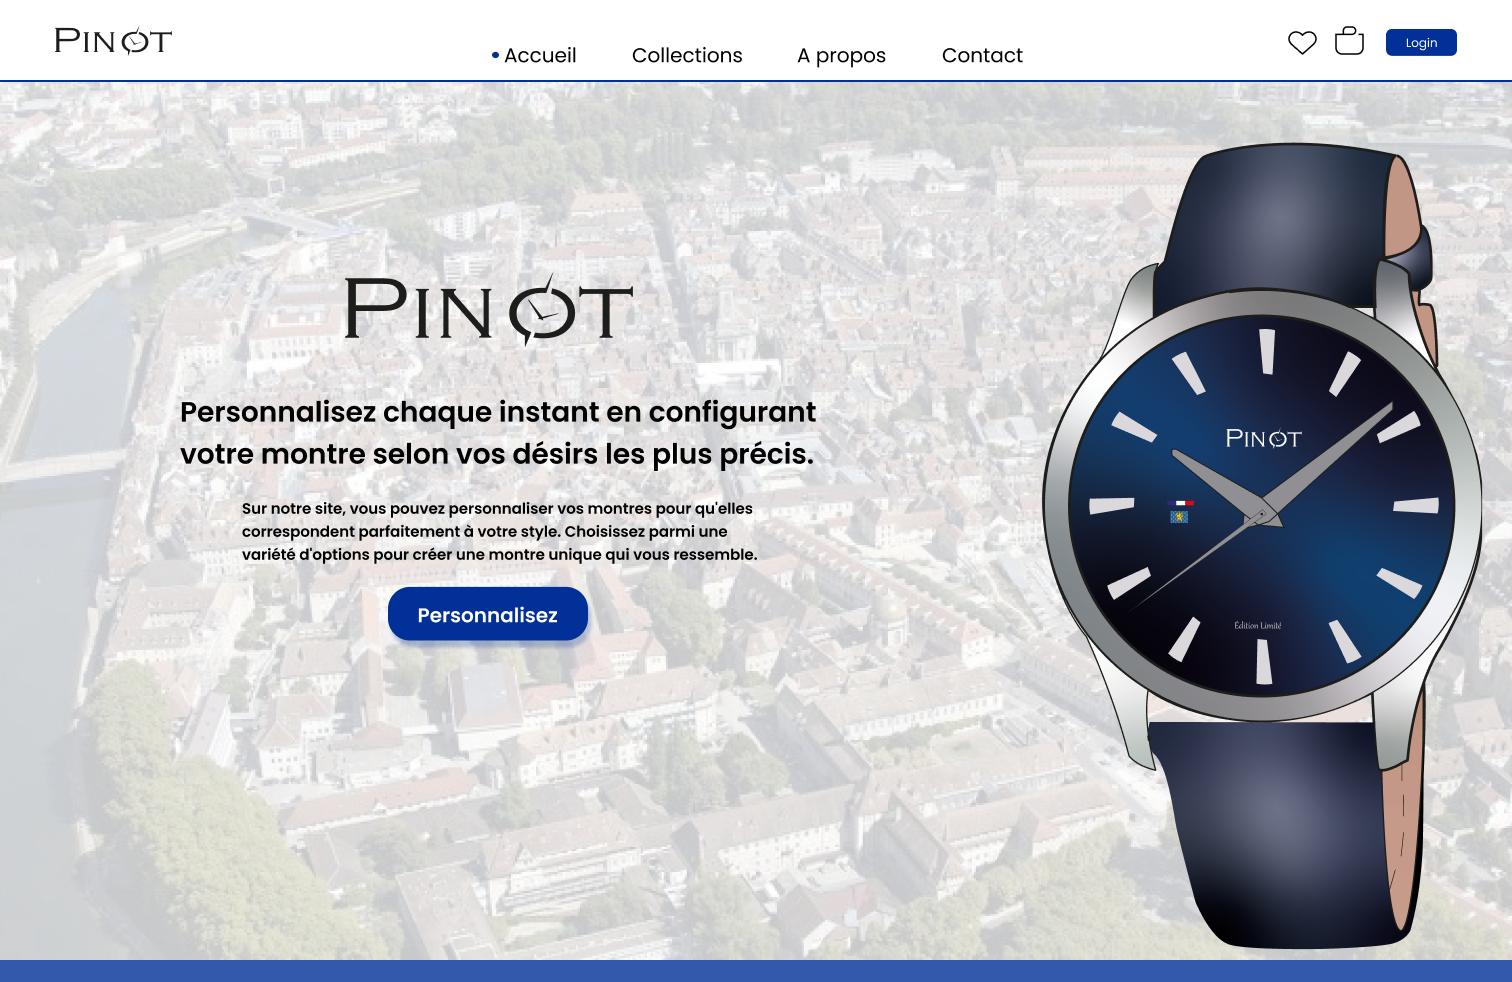 PINOT
Accueil Collections A propos Contact
Login
PINOT
Personnalisez chaque instant en configurant
votre montre selon vos désirs les plus précis.
Sur notre site, vous pouvez personnaliser vos montres pour qu'elles
correspondent parfaitement à votre style. Choisissez parmi une
variété d'options pour créer une montre unique qui vous ressemble.
Personnalisez
PINOT
Édition Limité